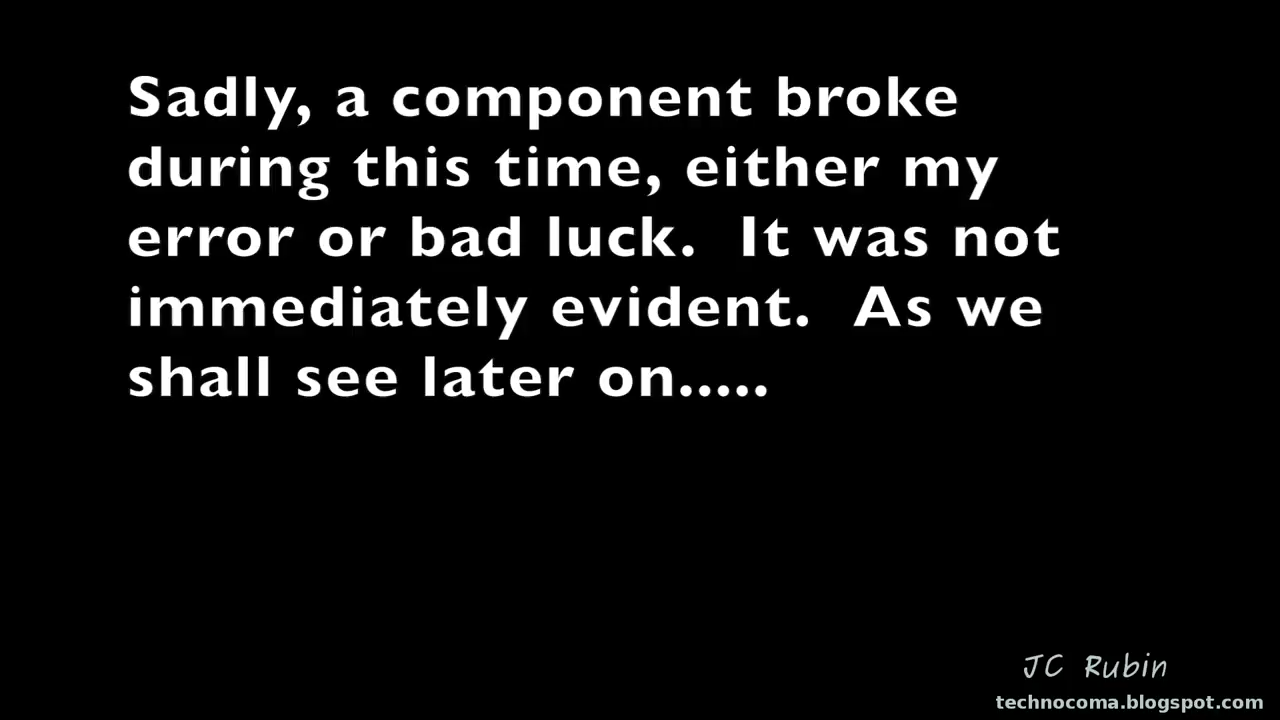 Sadly, a component broke
during this time, either my
error or bad luck.  It was not
immediately evident.  As we
shall see later on.....
JC Rubin
technocoma.blogspot.com